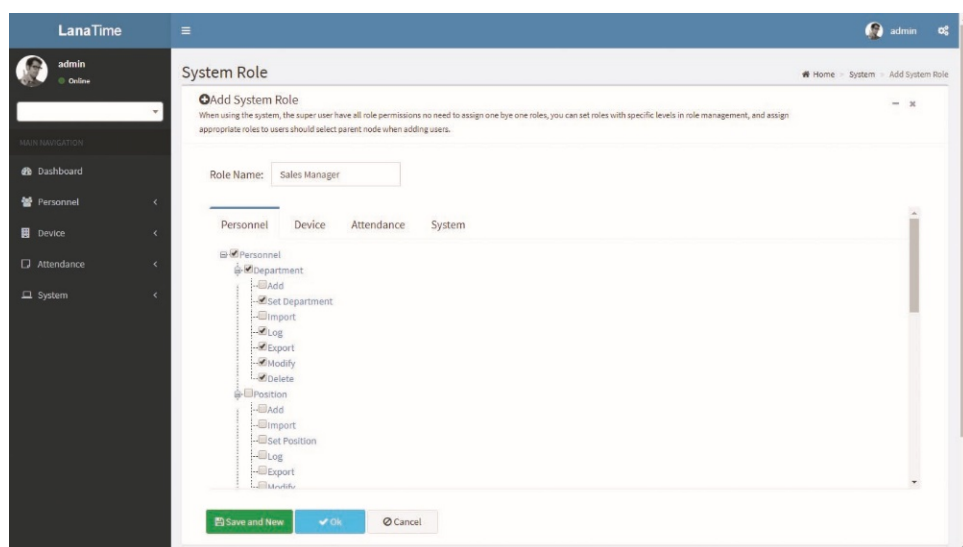 LanaTime
admin
admin
Online
System Role
Home > System > Add System Role
Add System Role
When using the system, the super user have all role permissions no need to assign one bye one roles, you can set roles with specific levels in role management, and assign
appropriate roles to users should select parent node when adding users.
MAIN NAVIGATION
Dashboard
Personnel
Device
Attendance
System
Role Name: Sales Manager
Personnel Device Attendance System
Personnel
Department
Add
Set Department
Import
Log
Export
Modify
Delete
Position
Add
Import
Set Position
Log
Export
Modify
Save and New Ok Cancel